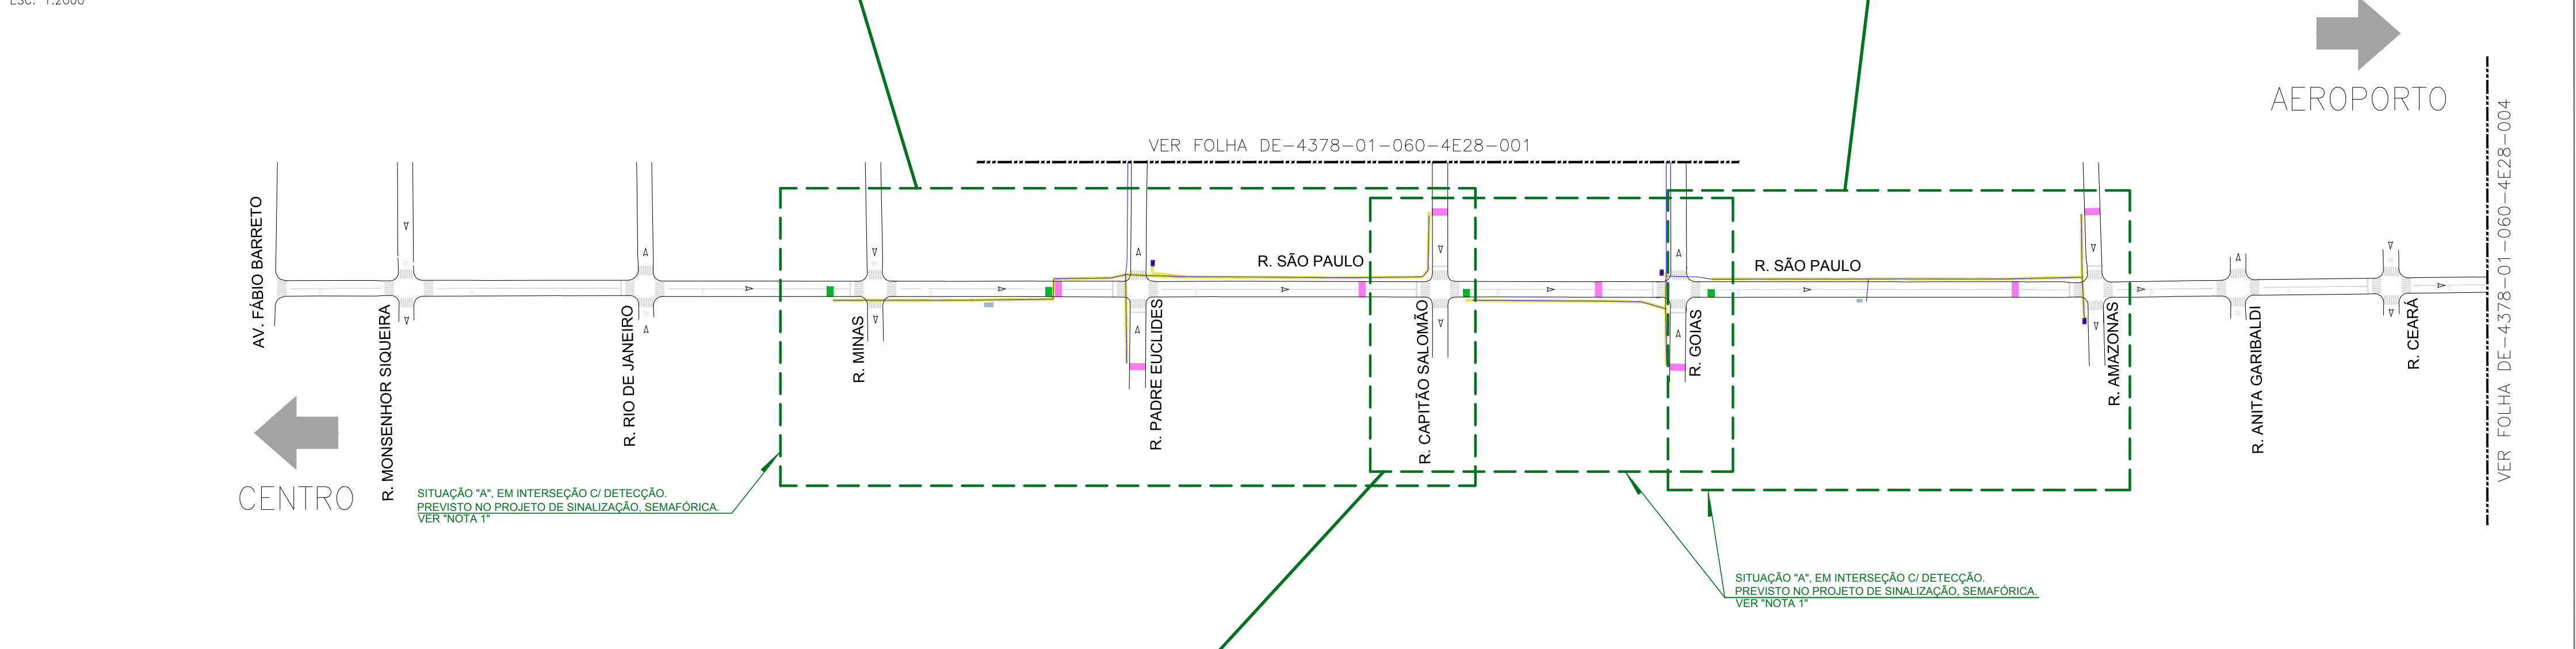 ESC. 1:2000
AEROPORTO
VER FOLHA DE-4378-01-060-4E28-001
VER FOLHA DE-4378-01-060-4E28-004
AV. FÁBIO BARRETO
R. MONSENHOR SIQUEIRA
R. RIO DE JANEIRO
R. MINAS
R. PADRE EUCLIDES
R. SÃO PAULO
R. CAPITÃO SALOMÃO
R. GOIAS
R. SÃO PAULO
R. AMAZONAS
R. ANITA GARIBALDI
R. CEARÁ
CENTRO
SITUAÇÃO "A", EM INTERSEÇÃO C/ DETECÇÃO.
PREVISTO NO PROJETO DE SINALIZAÇÃO, SEMAFÓRICA.
VER "NOTA 1"
SITUAÇÃO "A", EM INTERSEÇÃO C/ DETECÇÃO.
PREVISTO NO PROJETO DE SINALIZAÇÃO, SEMAFÓRICA.
VER "NOTA 1"